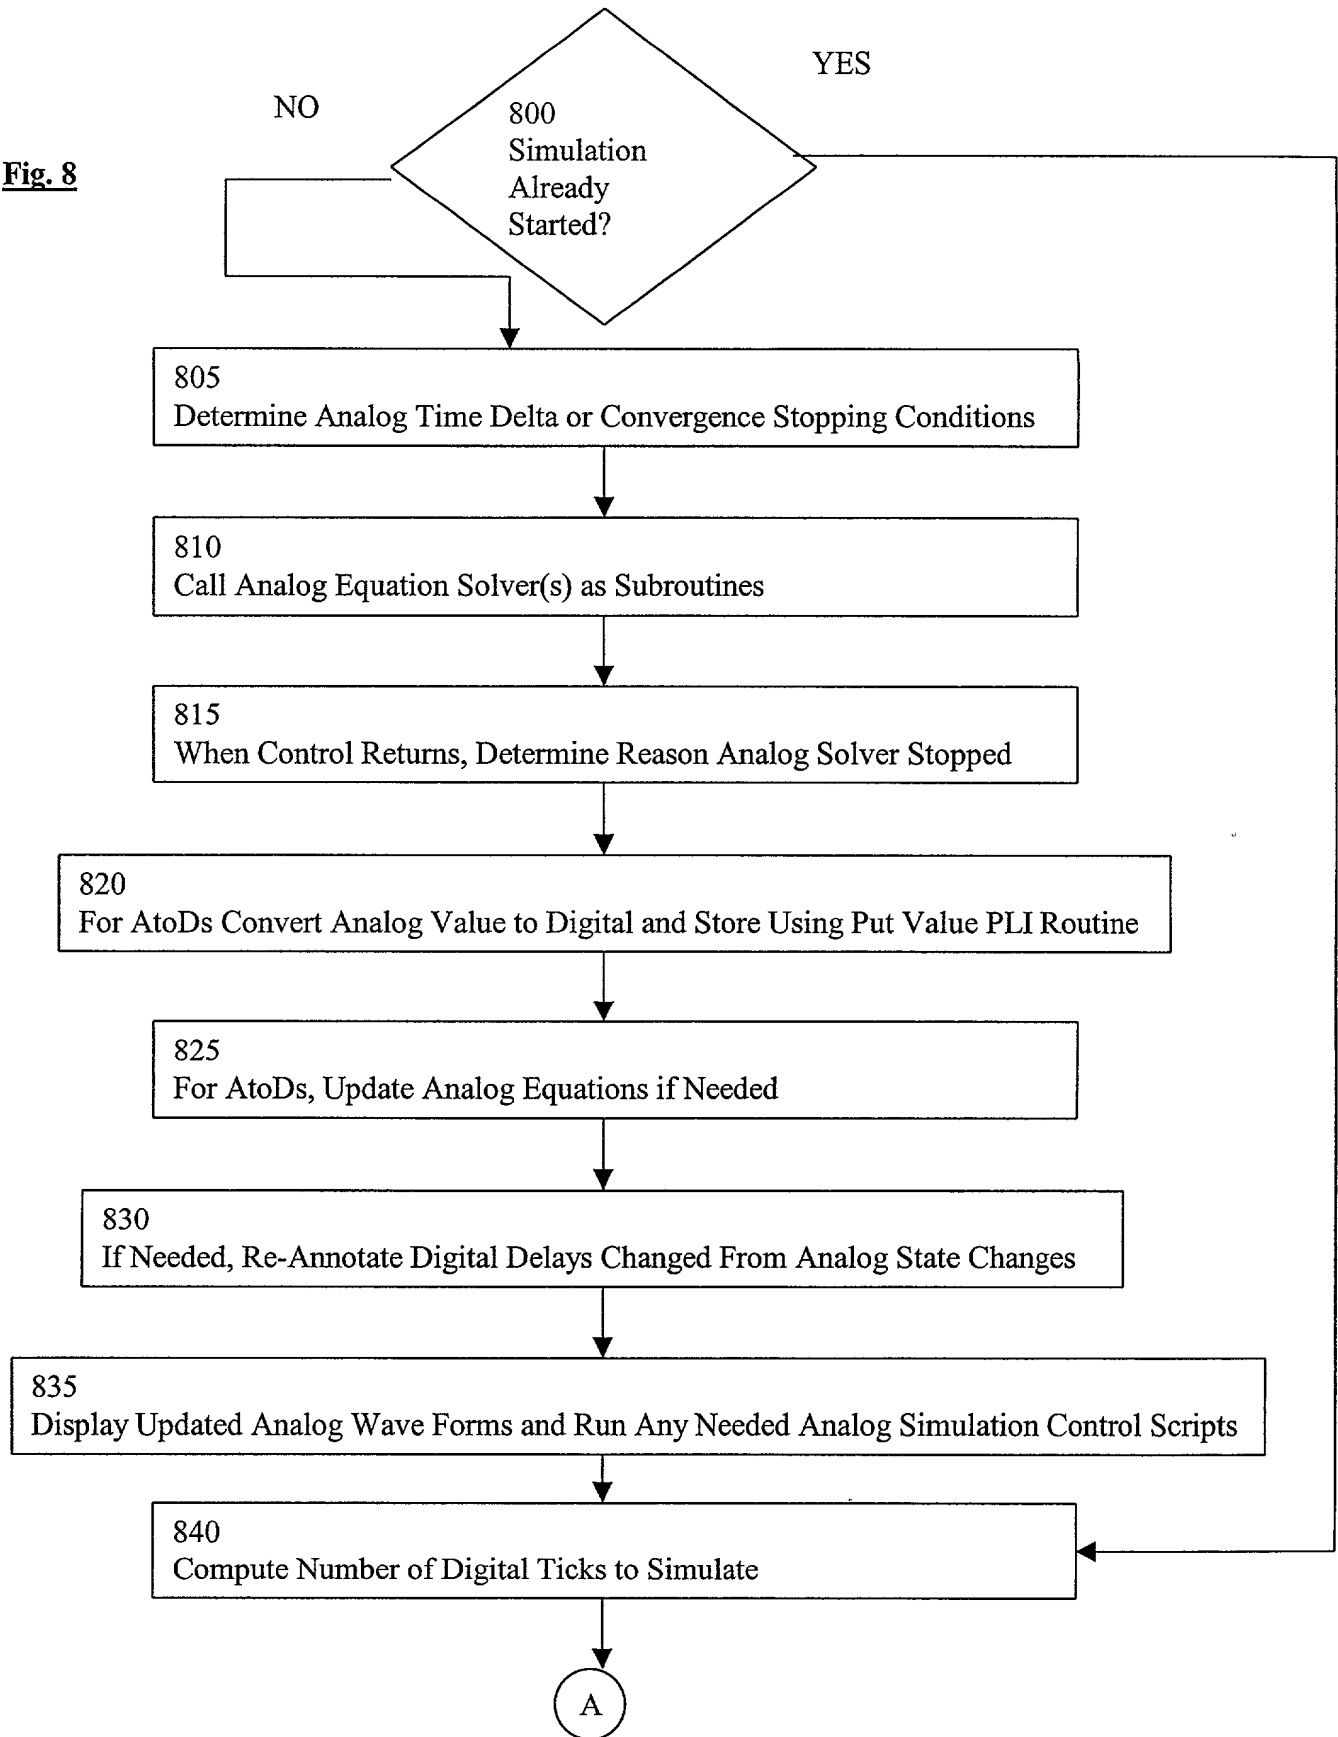 YES
NO
800
Simulation
Already
Started?
Fig. 8
805
Determine Analog Time Delta or Convergence Stopping Conditions
810
Call Analog Equation Solver(s) as Subroutines
815
When Control Returns, Determine Reason Analog Solver Stopped
820
For AtoDs Convert Analog Value to Digital and Store Using Put Value PLI Routine
825
For AtoDs, Update Analog Equations if Needed
830
If Needed, Re-Annotate Digital Delays Changed From Analog State Changes
835
Display Updated Analog Wave Forms and Run Any Needed Analog Simulation Control Scripts
840
Compute Number of Digital Ticks to Simulate
A